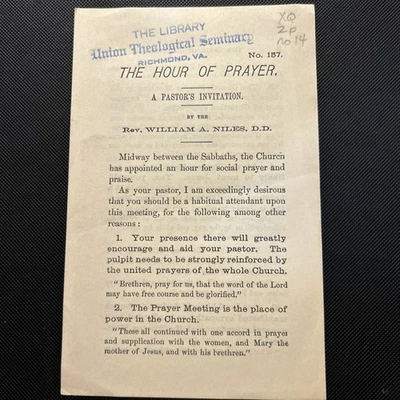 THE LIBRARY
Union Theological Seminary
RICHMOND, VA.
XQ
2p
no 14
No. 157.
THE HOUR OF PRAYER.
A PASTOR'S INVITATION.
BY THE
Rev. WILLIAM A. NILES, D.D.
Midway between the Sabbaths, the Church
has appointed an hour for social prayer and
praise.
As your pastor, I am exceedingly desirous
that you should be a habitual attendant upon
this meeting, for the following among other
reasons:
1. Your presence there will greatly
encourage and aid your pastor. The
pulpit needs to be strongly reinforced by
the united prayers of the whole Church.
"Brethren, pray for us, that the word of the Lord
may have free course and be glorified."
2. The Prayer Meeting is the place of
power in the Church.
"These all continued with one accord in prayer
and supplication with the women, and Mary the
mother of Jesus, and with his brethren."